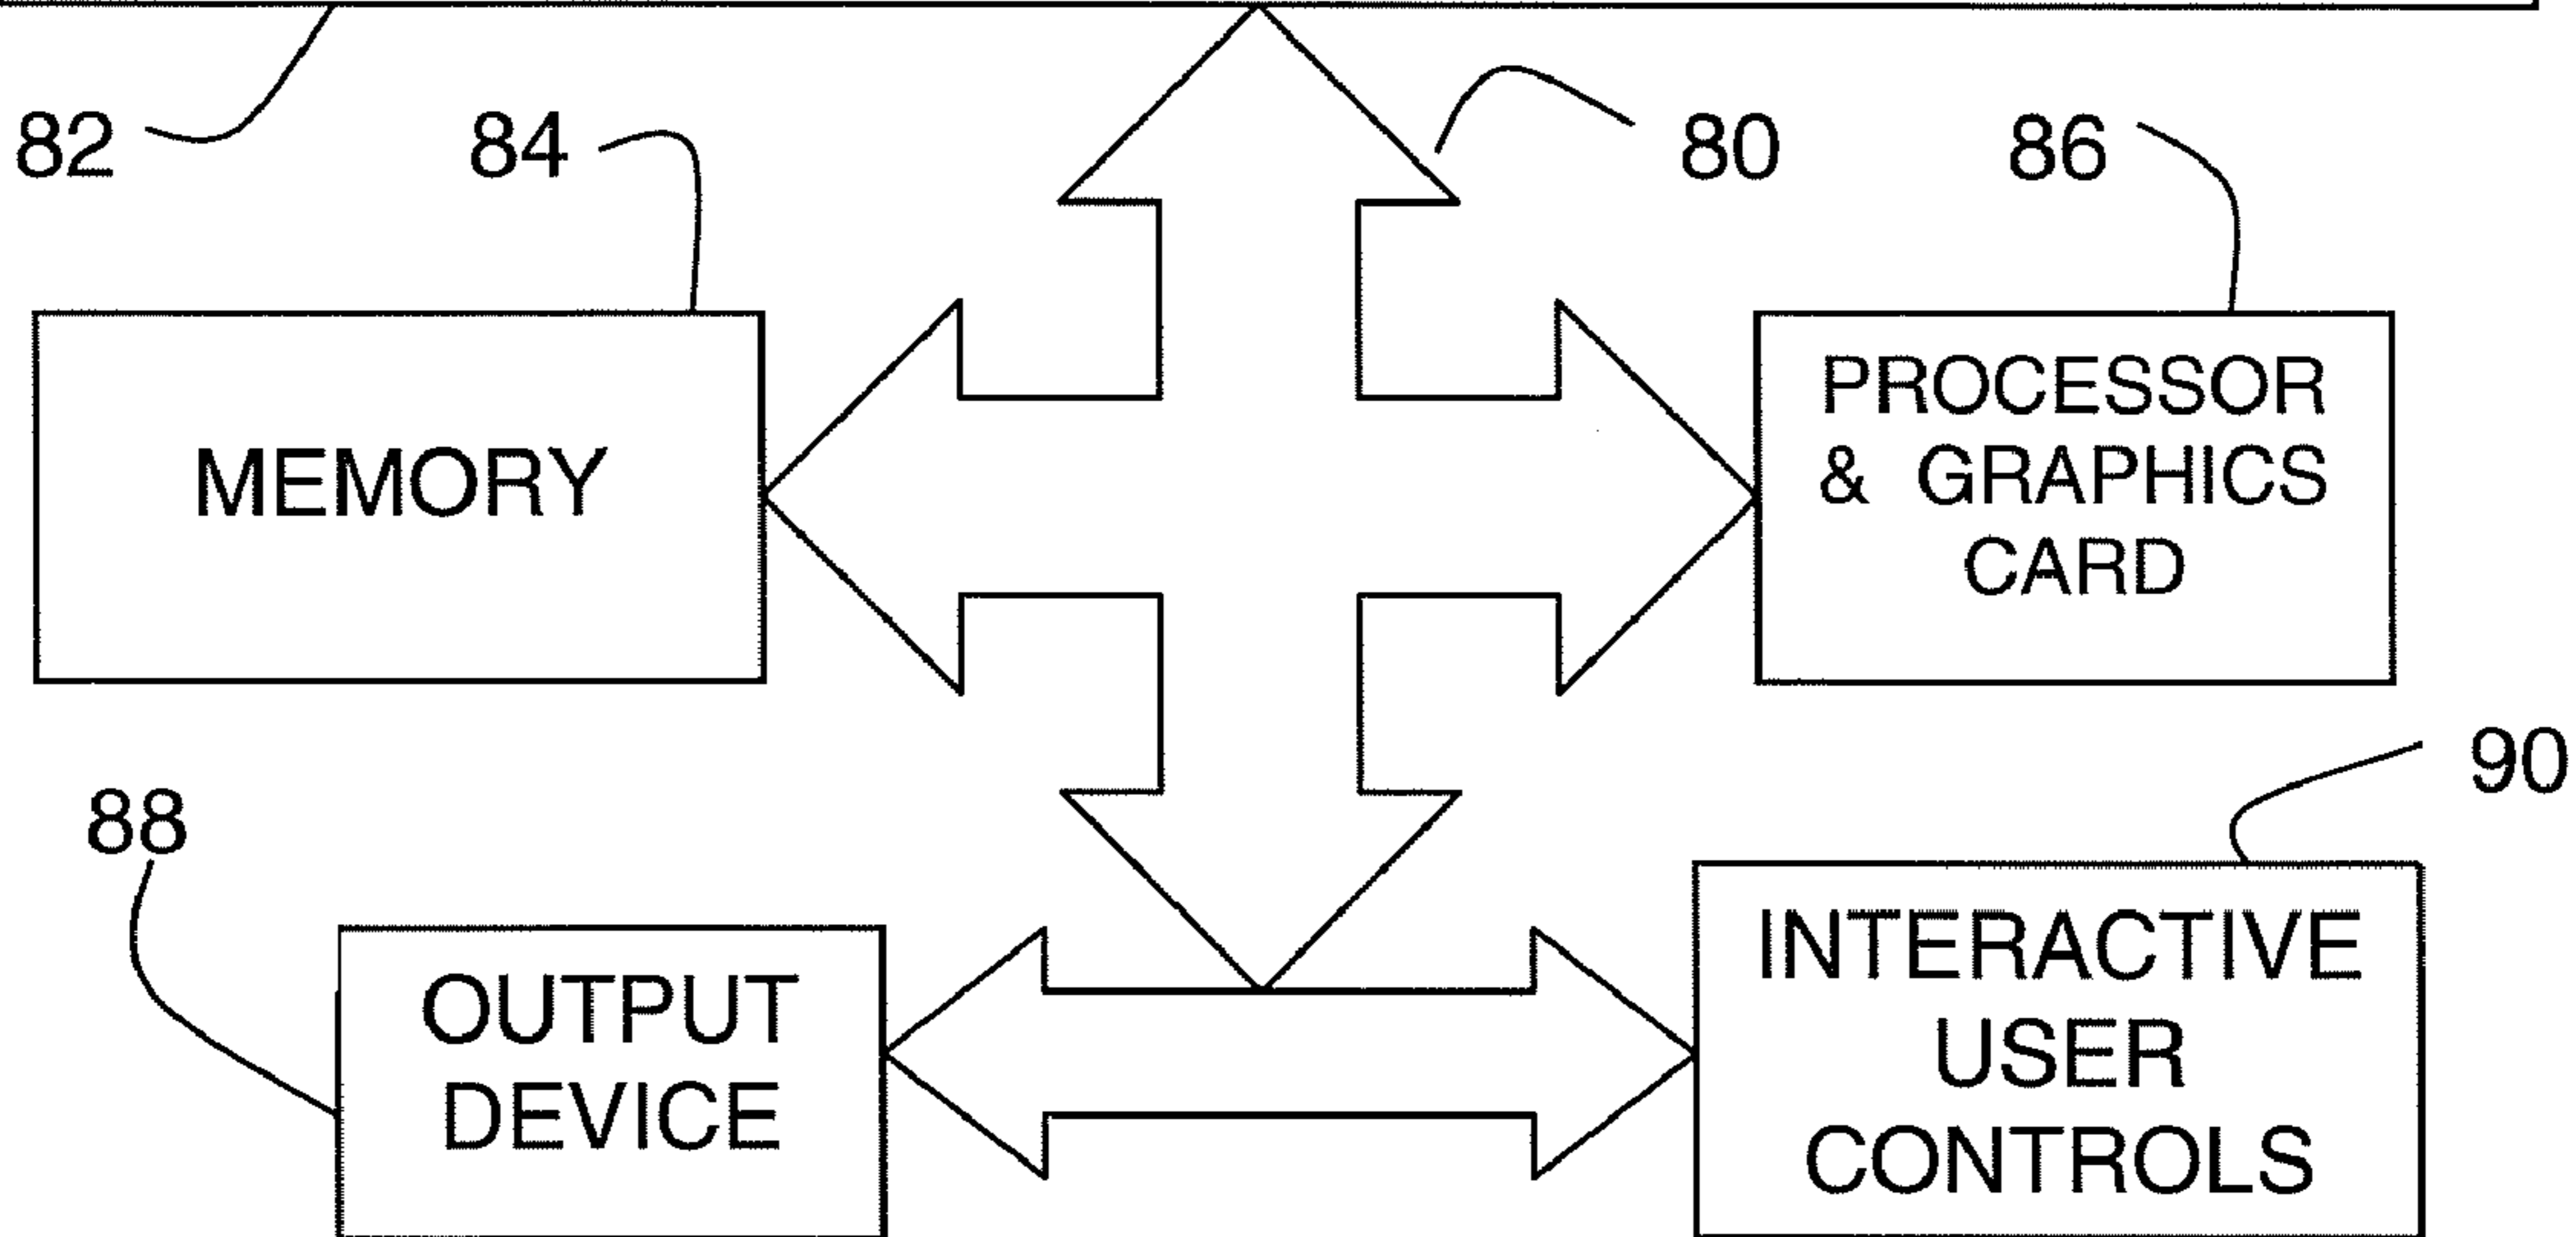 82
84
80
86
MEMORY
PROCESSOR
& GRAPHICS
CARD
88
90
OUTPUT
DEVICE
INTERACTIVE
USER
CONTROLS